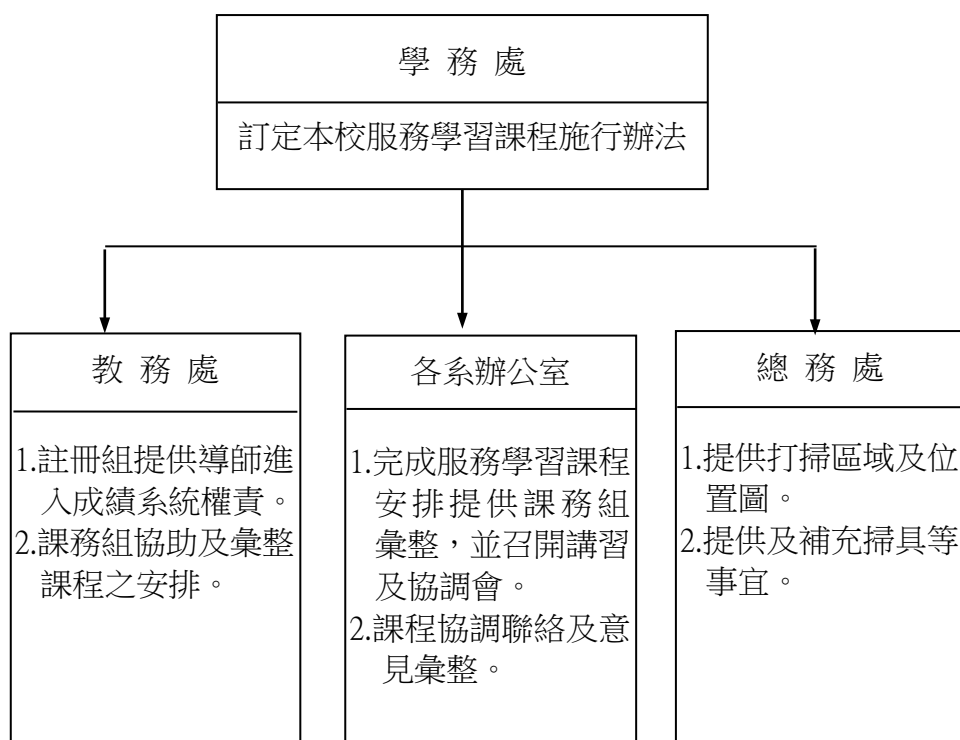 學 務 處
訂定本校服務學習課程施行辦法
教 務 處
1.註冊組提供導師進
入成績系統權責。
2.課務組協助及彙整
課程之安排。
各系辦公室
1.完成服務學習課程
安排提供課務組
彙整，並召開講習
及協調會。
2.課程協調聯絡及意
見彙整。
總 務 處
1.提供打掃區域及位
置圖。
2.提供及補充掃具等
事宜。